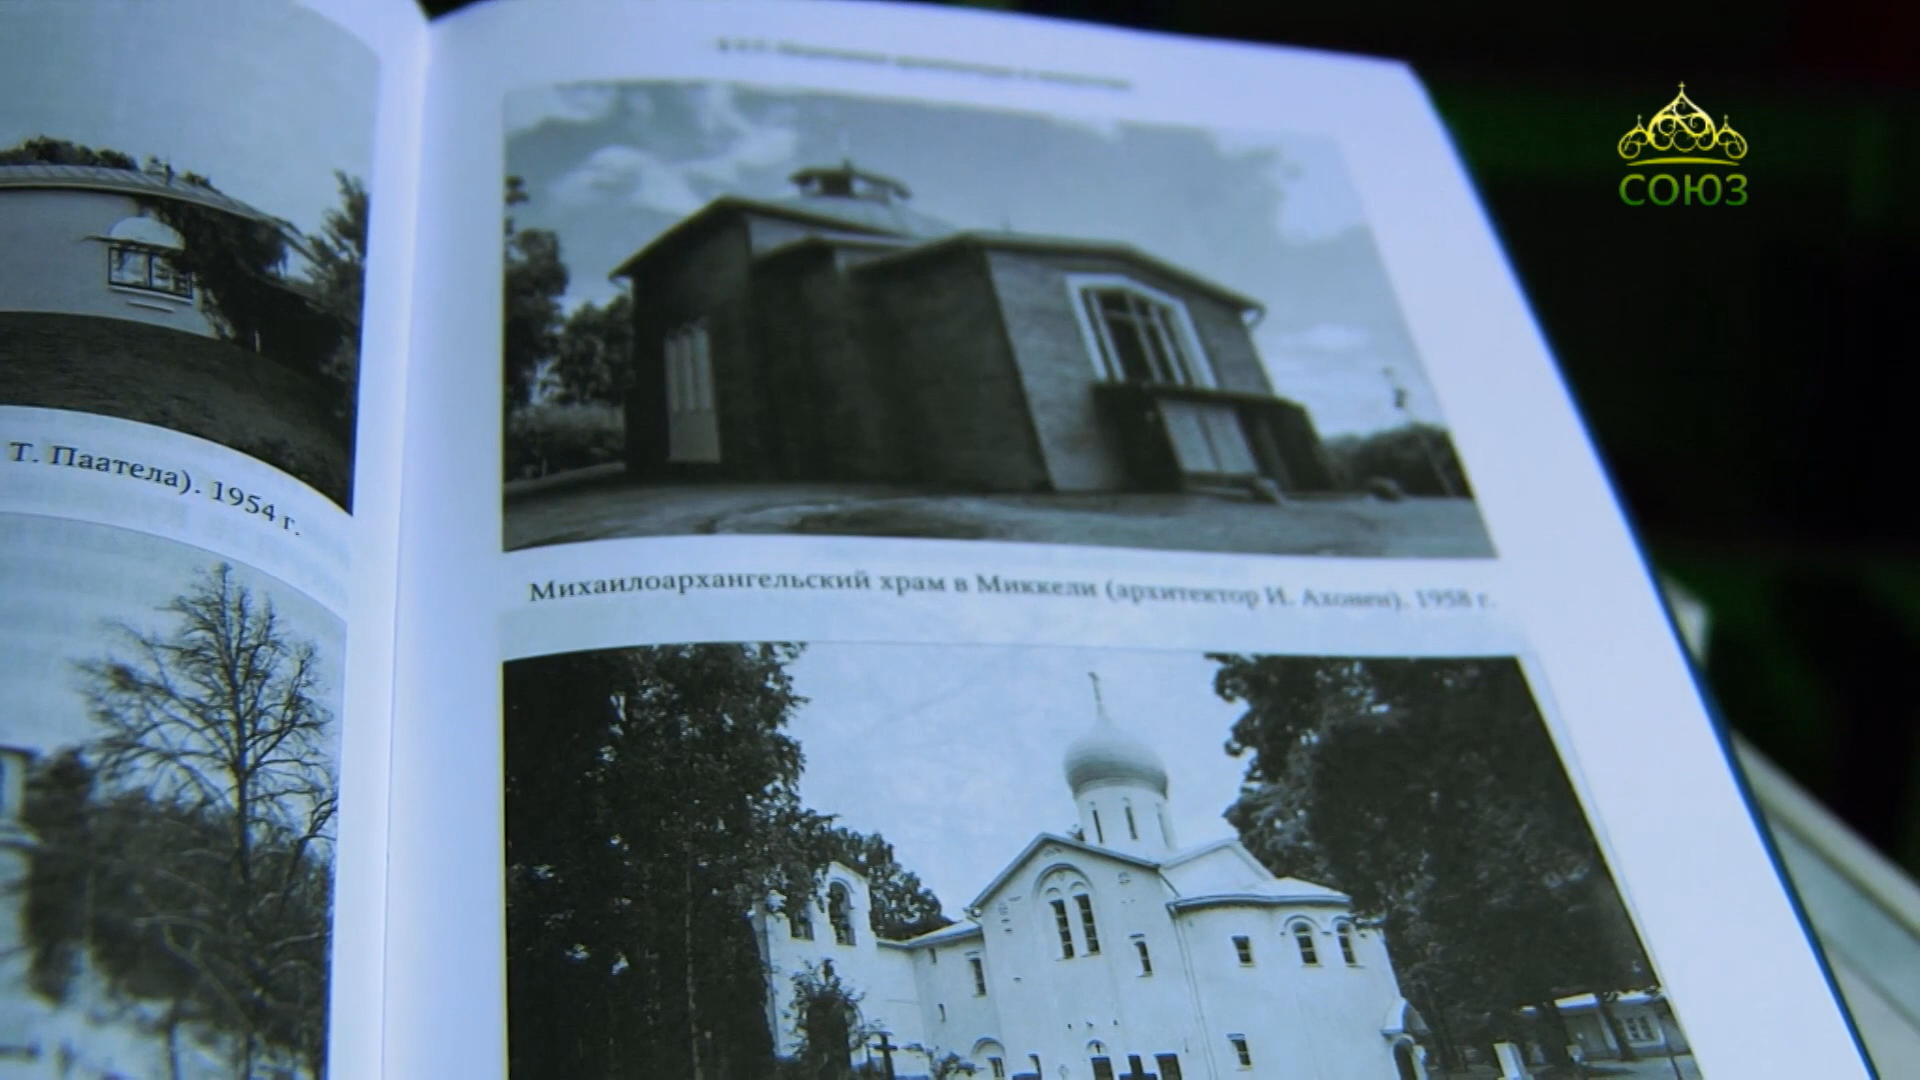 СОЮЗ
Т. Паатела). 1954 г.
Михаилоархангельский храм в Миккели (архитектор И. Ахонен). 1958 г.